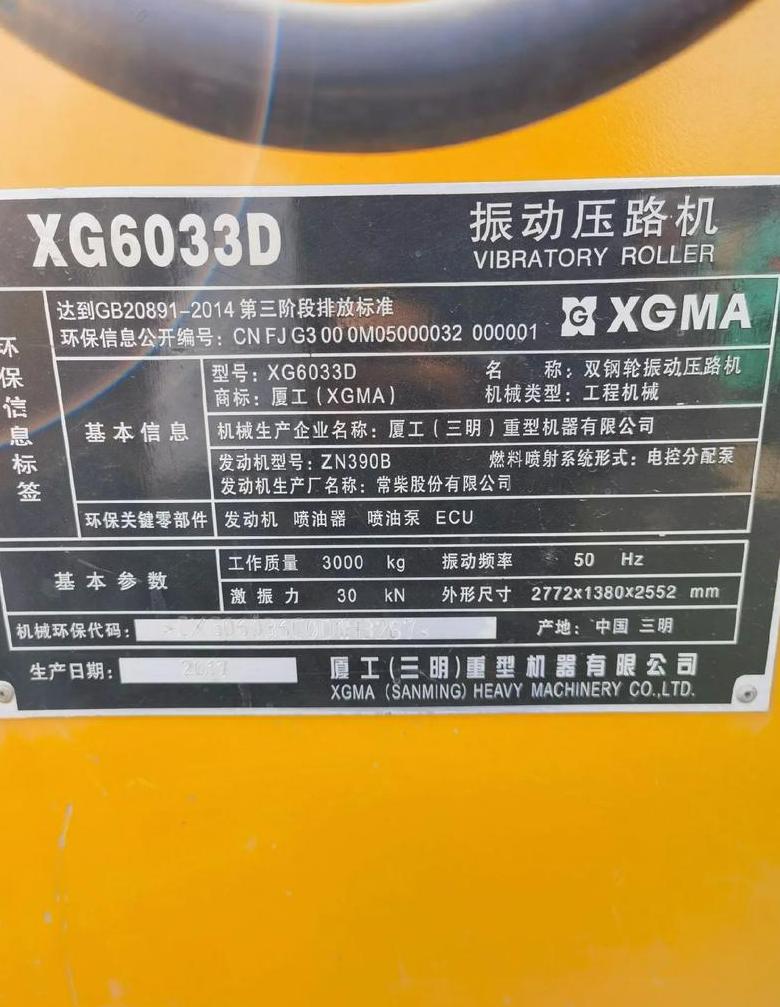 XG6033D
振动压路机
VIBRATORY ROLLER
环保信息标签
达到GB20891-2014 第三阶段排放标准
环保信息公开编号：CN FJ G3 00 0M05000032 000001
XGMA
基本信息
型号：XG6033D 名 称：双钢轮振动压路机
商标：厦工（XGMA） 机械类型：工程机械
机械生产企业名称：厦工（三明）重型机器有限公司
发动机型号：ZN390B 燃料喷射系统形式：电控分配泵
发动机生产厂名称：常柴股份有限公司
环保关键零部件 发动机 喷油器 喷油泵 ECU
基本参数
工作质量 3000 kg 振动频率 50 Hz
激振力 30 kN 外形尺寸 2772x1380x2552 mm
机械环保代码： 产地：中国 三明
生产日期： 厦工（三明）重型机器有限公司
XGMA (SANMING) HEAVY MACHINERY CO.,LTD.